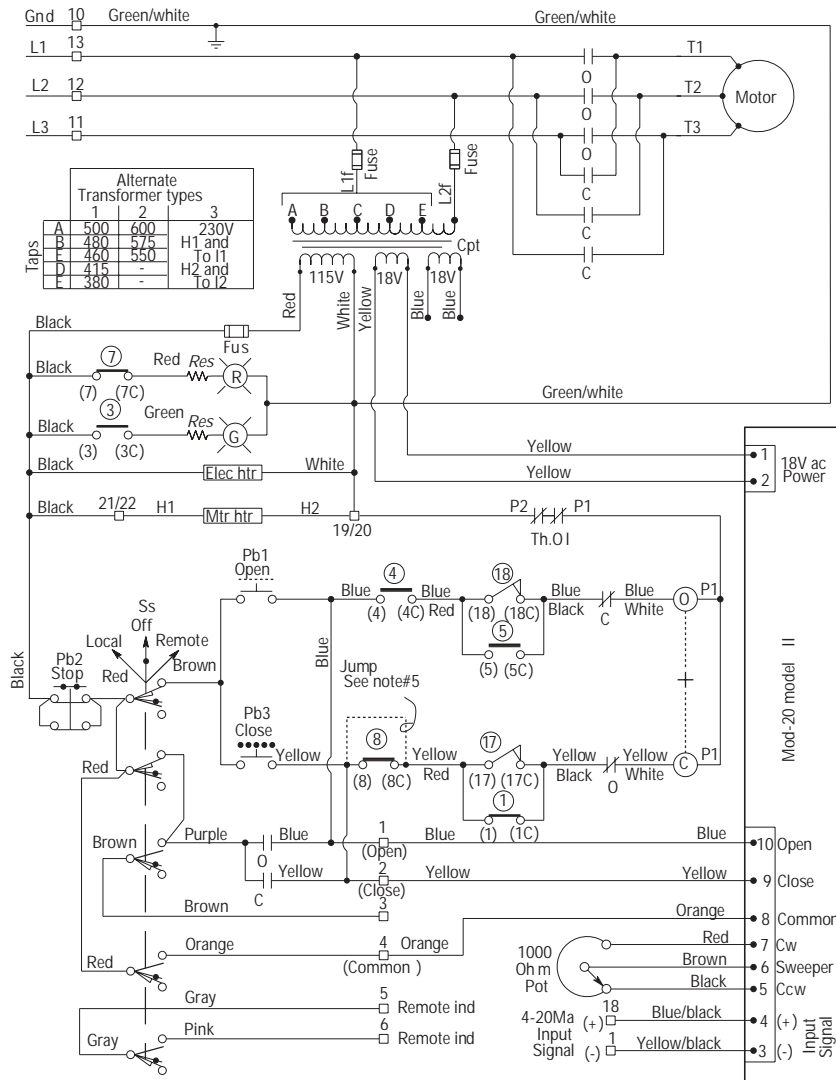 Gnd 10 Green/white Green/white
L1 13 T1
O
L2 12 T2 Motor
O
L3 11 T3
O
L1f Fuse L2f Fuse
C
C
C
Alternate
Transformer types
1 2 3
Taps
A 500 600 230V
B 480 575 H1 and
E 460 550 To I1
D 415 - H2 and
E 380 - To I2
A B C D E
Cpt
115V 18V 18V
Red White Yellow Blue Blue
Black Fus
Black 7 Red Res R
(7) (7C)
Green/white
Black 3 Green Res G
(3) (3C)
Yellow 1 18V ac
Yellow 2 Power
Black Elec htr White
Black 21/22 H1 Mtr htr H2 19/20 P2 P1
Th.O I
Pb1
Open
Blue 4 Blue 18 Blue Blue O P1
(4) (4C) Red (18) (18C) Black C White
5
(5) (5C)
Ss
Off
Local Remote
Black
Pb2
Stop
Red Brown
Blue
Jump
See note#5
Pb3
Close
Yellow 8 Yellow 17 Yellow Yellow C P1
(8) (8C) Red (17) (17C) Black O White
1
(1) (1C)
Mod-20 model II
Red
Brown Purple O Blue 1 Blue Blue 10 Open
(Open)
C Yellow 2 Yellow Yellow 9 Close
(Close)
Brown 3
Orange 8 Common
Red Orange 4 Orange
(Common )
1000
Oh m
Pot
Red 7 Cw
Brown 6 Sweeper
Black 5 Ccw
Gray 5 Remote ind
Gray Pink 6 Remote ind
4-20Ma
Input
Signal
(+) 18 Blue/black 4 (+)
(-) 1 Yellow/black 3 (-)
Input
Signal